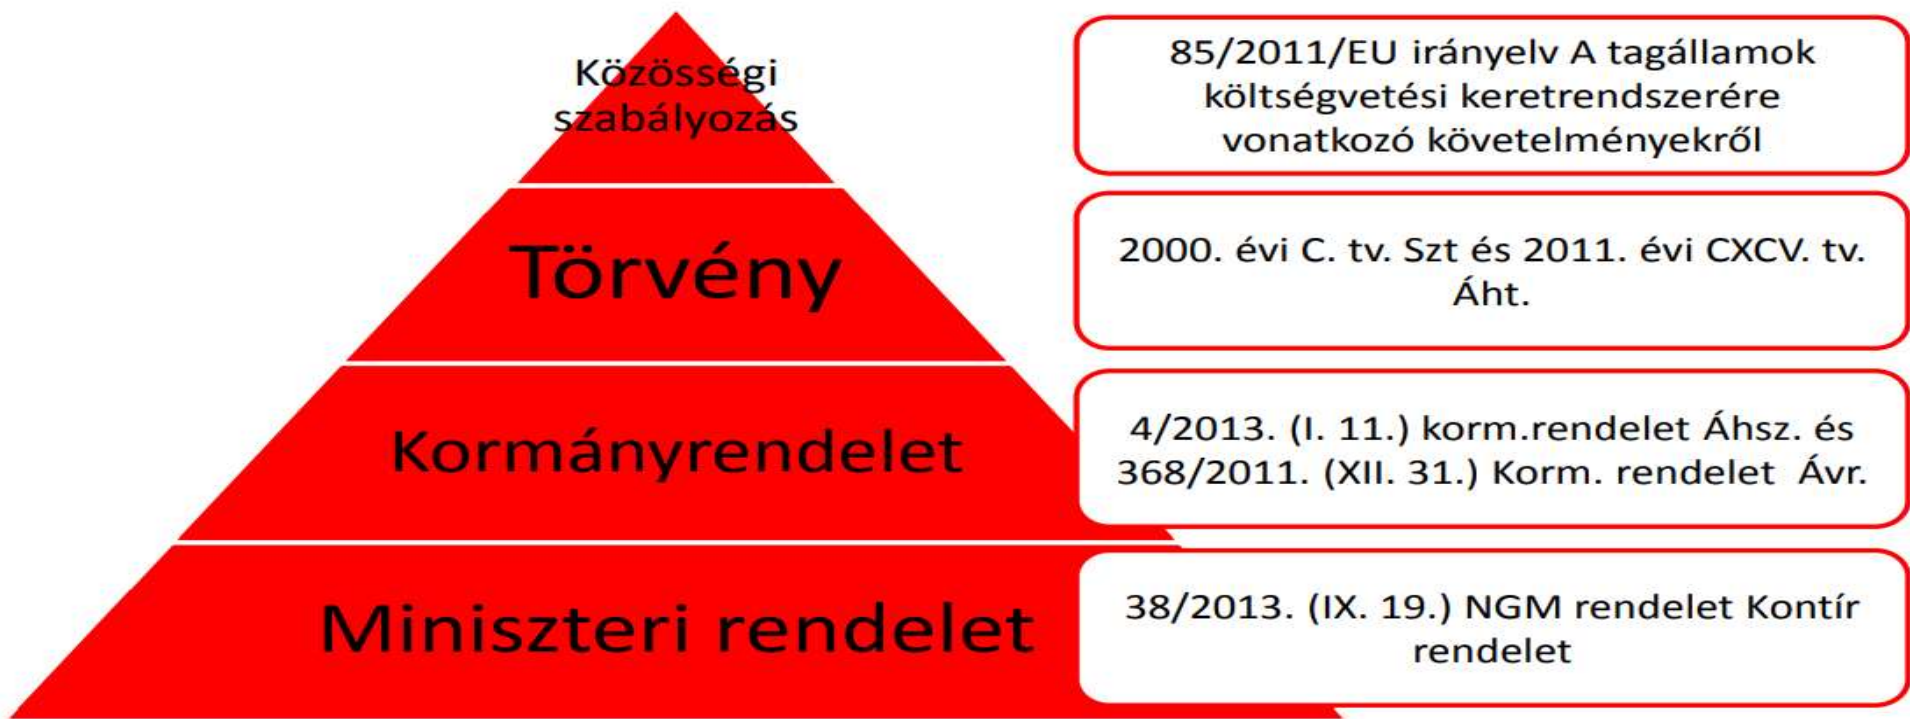 Közösségi
szabályozás
85/2011/EU irányelv A tagállamok
költségvetési keretrendszerére
vonatkozó követelményekről
Törvény
2000. évi C. tv. Szt és 2011. évi CXCV. tv.
Áht.
Kormányrendelet
4/2013. (I. 11.) korm.rendelet Áhsz. és
368/2011. (XII. 31.) Korm. rendelet Ávr.
Miniszteri rendelet
38/2013. (IX. 19.) NGM rendelet Kontír
rendelet